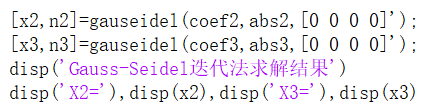 [x2,n2]=gauseidel(coef2,abs2,[0 0 0 0]');
[x3,n3]=gauseidel(coef3,abs3,[0 0 0 0]');
disp('Gauss-Seidel迭代法求解结果')
disp('X2='),disp(x2),disp('X3='),disp(x3)